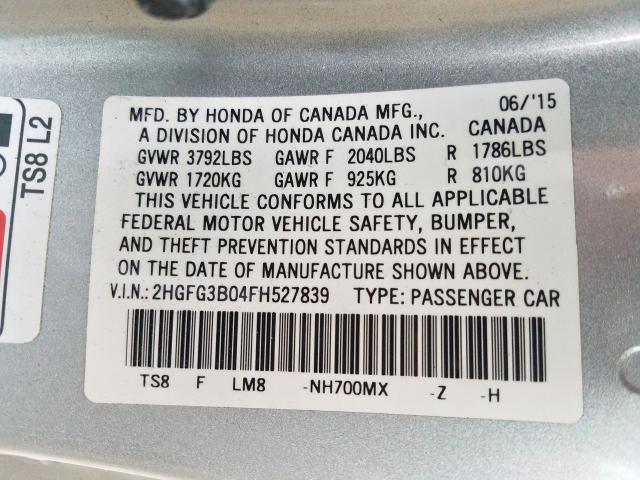 TS8 L2
MFD. BY HONDA OF CANADA MFG., 06/'15
A DIVISION OF HONDA CANADA INC. CANADA
GVWR 3792LBS GAWR F 2040LBS R 1786LBS
GVWR 1720KG GAWR F 925KG R 810KG
THIS VEHICLE CONFORMS TO ALL APPLICABLE
FEDERAL MOTOR VEHICLE SAFETY, BUMPER,
AND THEFT PREVENTION STANDARDS IN EFFECT
ON THE DATE OF MANUFACTURE SHOWN ABOVE.
V.I.N.:2HGFG3B04FH527839 TYPE: PASSENGER CAR
TS8 F LM8 -NH700MX -Z -H